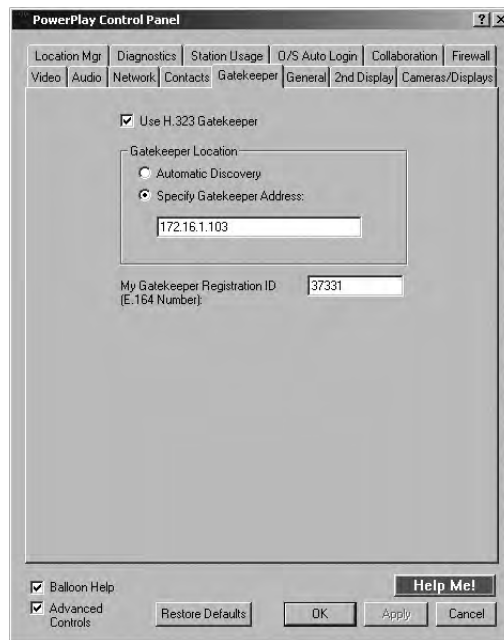 PowerPlay Control Panel
Location Mgr Diagnostics Station Usage O/S Auto Login Collaboration Firewall
Video Audio Network Contacts Gatekeeper General 2nd Display Cameras/Displays
Use H.323 Gatekeeper
Gatekeeper Location
Automatic Discovery
Specify Gatekeeper Address:
172.16.1.103
My Gatekeeper Registration ID 37331
(E.164 Number):
Balloon Help
Help Me!
Advanced
Controls
Restore Defaults OK Apply Cancel